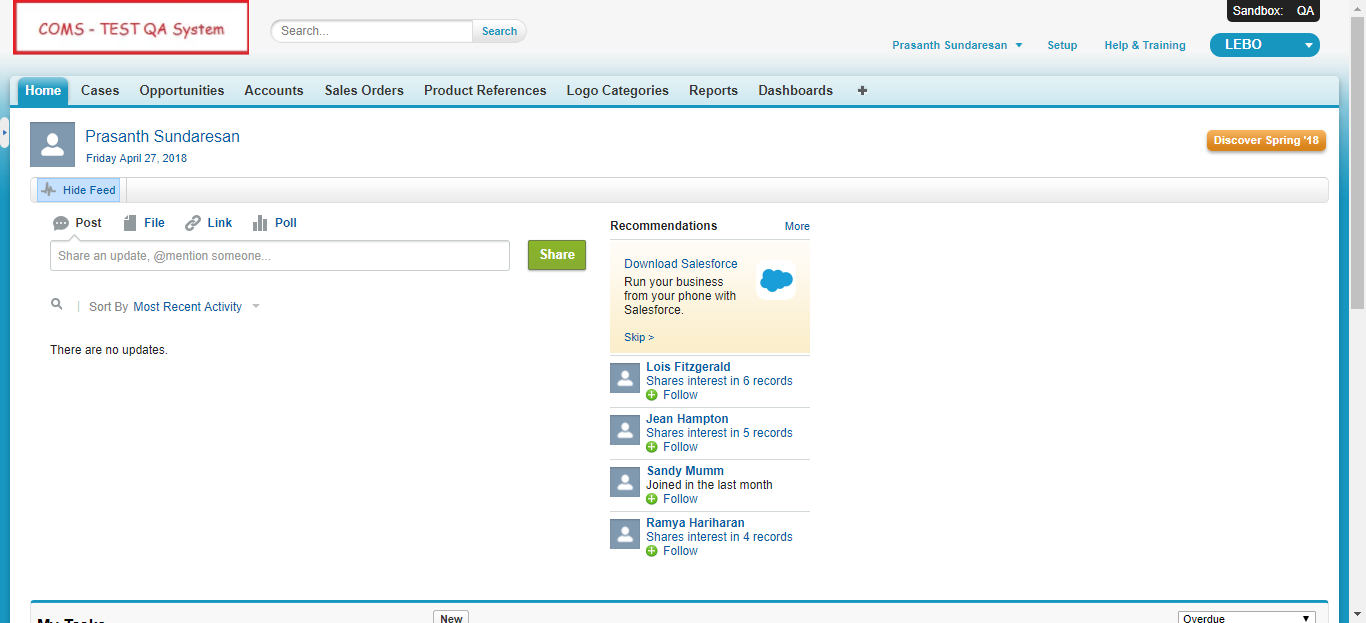 COMS - TEST QA System
Search...
Search
Sandbox: QA
Prasanth Sundaresan
Setup
Help & Training
LEBO
Home
Cases
Opportunities
Accounts
Sales Orders
Product References
Logo Categories
Reports
Dashboards
+
Prasanth Sundaresan
Friday April 27, 2018
Discover Spring '18
Hide Feed
Post
File
Link
Poll
Share an update, @mention someone...
Share
Sort By Most Recent Activity
There are no updates.
Recommendations
More
Download Salesforce
Run your business
from your phone with
Salesforce.
Skip >
Lois Fitzgerald
Shares interest in 6 records
Follow
Jean Hampton
Shares interest in 5 records
Follow
Sandy Mumm
Joined in the last month
Follow
Ramya Hariharan
Shares interest in 4 records
Follow
My Tasks
New
Overdue